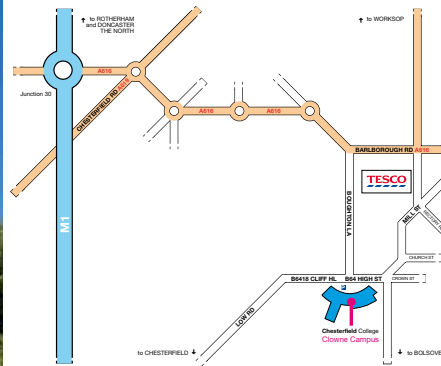 to ROTHERHAM
and DONCASTER
THE NORTH
to WORKSOP
A616
Junction 30
CHESTERFIELD RD A619
A616
A616
BARLBOROUGH RD A616
TESCO
M1
BOUGHTON LA
MILL ST
CHURCH ST
B6418 CLIFF HL
B64 HIGH ST
CROWN ST
P
LOW RD
Chesterfield College
Clowne Campus
to CHESTERFIELD
to BOLSOVE